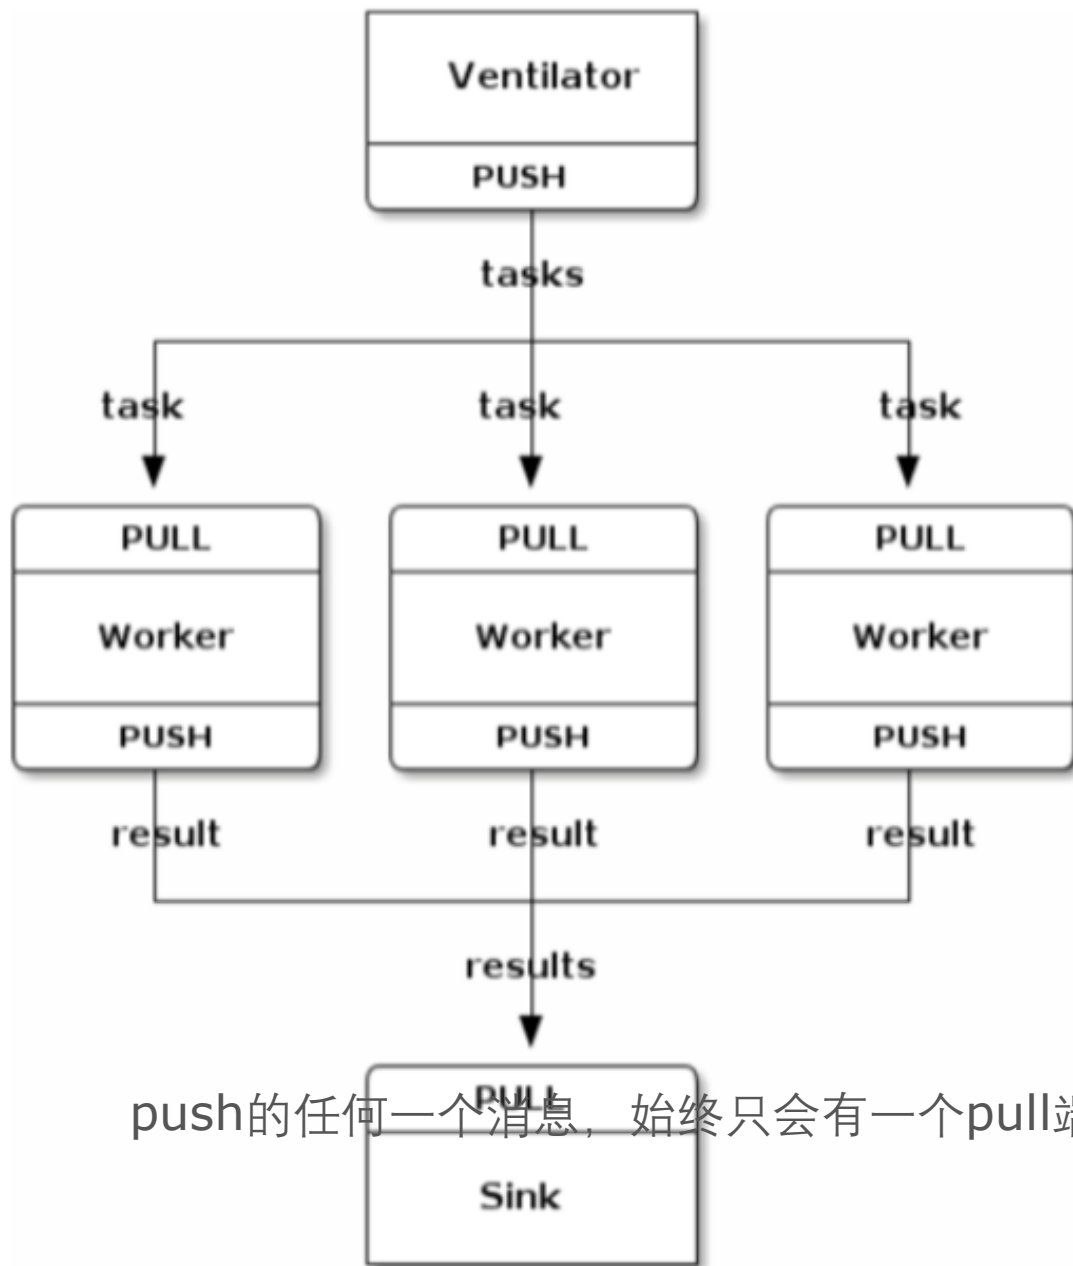 Ventilator
PUSH
tasks
task task task
PULL PULL PULL
Worker Worker Worker
PUSH PUSH PUSH
result result result
results
PULL
push的任何一个消息，始终只会有一个pull端
Sink